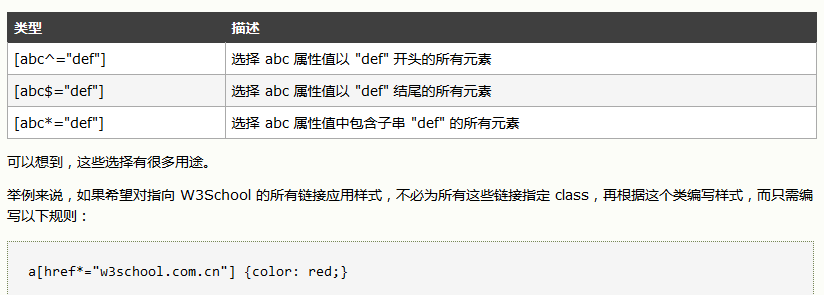 类型 描述
[abc^="def"] 选择 abc 属性值以 "def" 开头的所有元素
[abc$="def"] 选择 abc 属性值以 "def" 结尾的所有元素
[abc*="def"] 选择 abc 属性值中包含子串 "def" 的所有元素
可以想到，这些选择有很多用途。
举例来说，如果希望对指向 W3School 的所有链接应用样式，不必为所有这些链接指定 class，再根据这个类编写样式，而只需编
写以下规则：
a[href*="w3school.com.cn"] {color: red;}